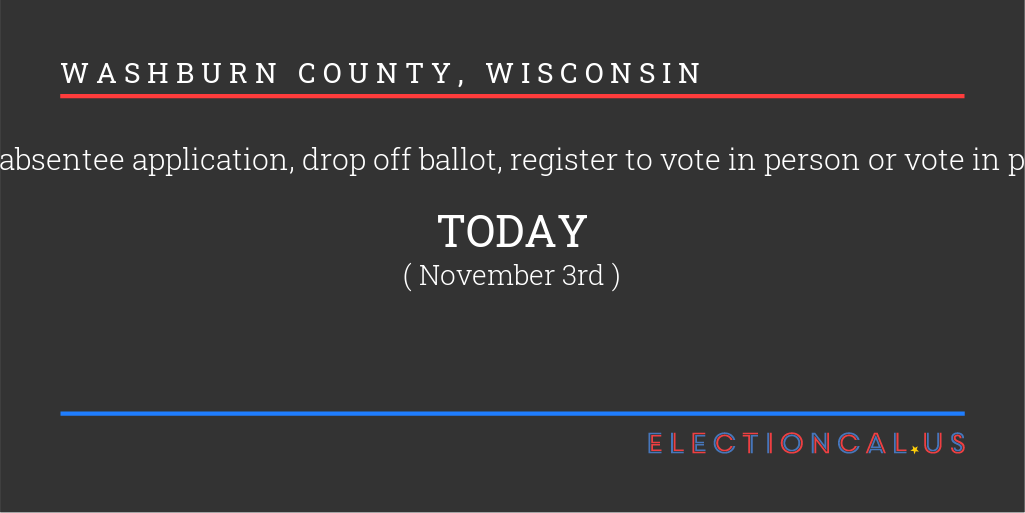 WASHBURN COUNTY, WISCONSIN
absentee application, drop off ballot, register to vote in person or vote in p
TODAY
( November 3rd )
ELECTIONCAL.US